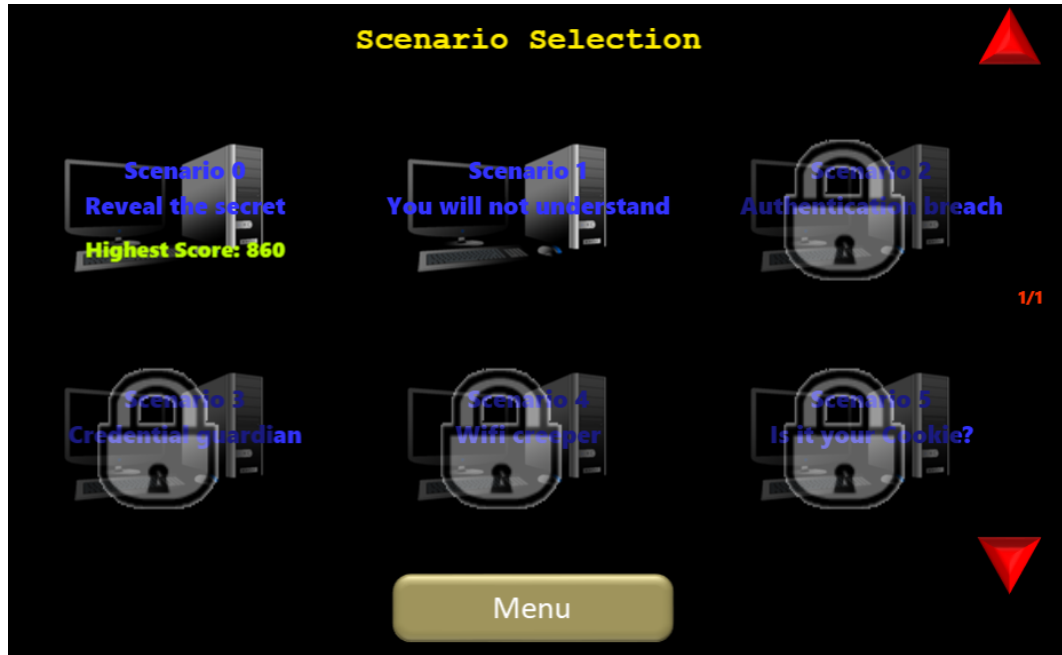 Scenario Selection
Scenario 0
Reveal the secret
Highest Score: 860
Scenario 1
You will not understand
Scenario 2
Authentication breach
1/1
Scenario 3
Credential guardian
Scenario 4
Wifi creeper
Scenario 5
Is it your Cookie?
Menu